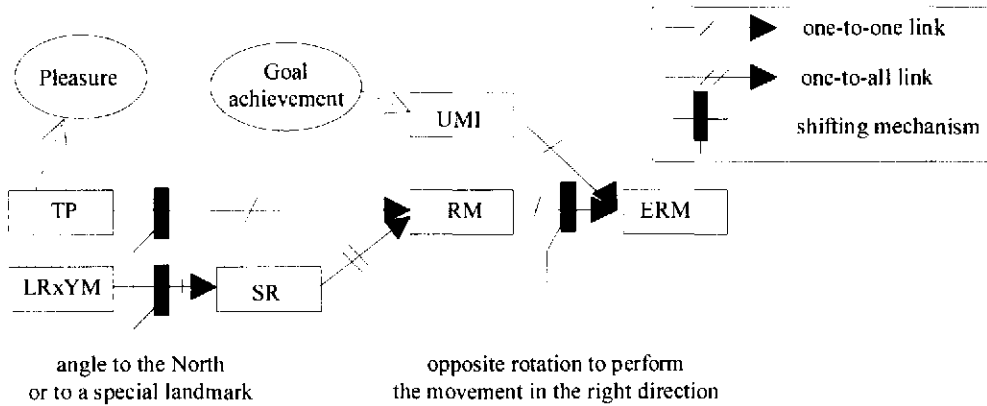 Pleasure
Goal
achievement
UMI
one-to-one link
one-to-all link
shifting mechanism
TP
RM
ERM
LRxYM
SR
angle to the North
or to a special landmark
opposite rotation to perform
the movement in the right direction